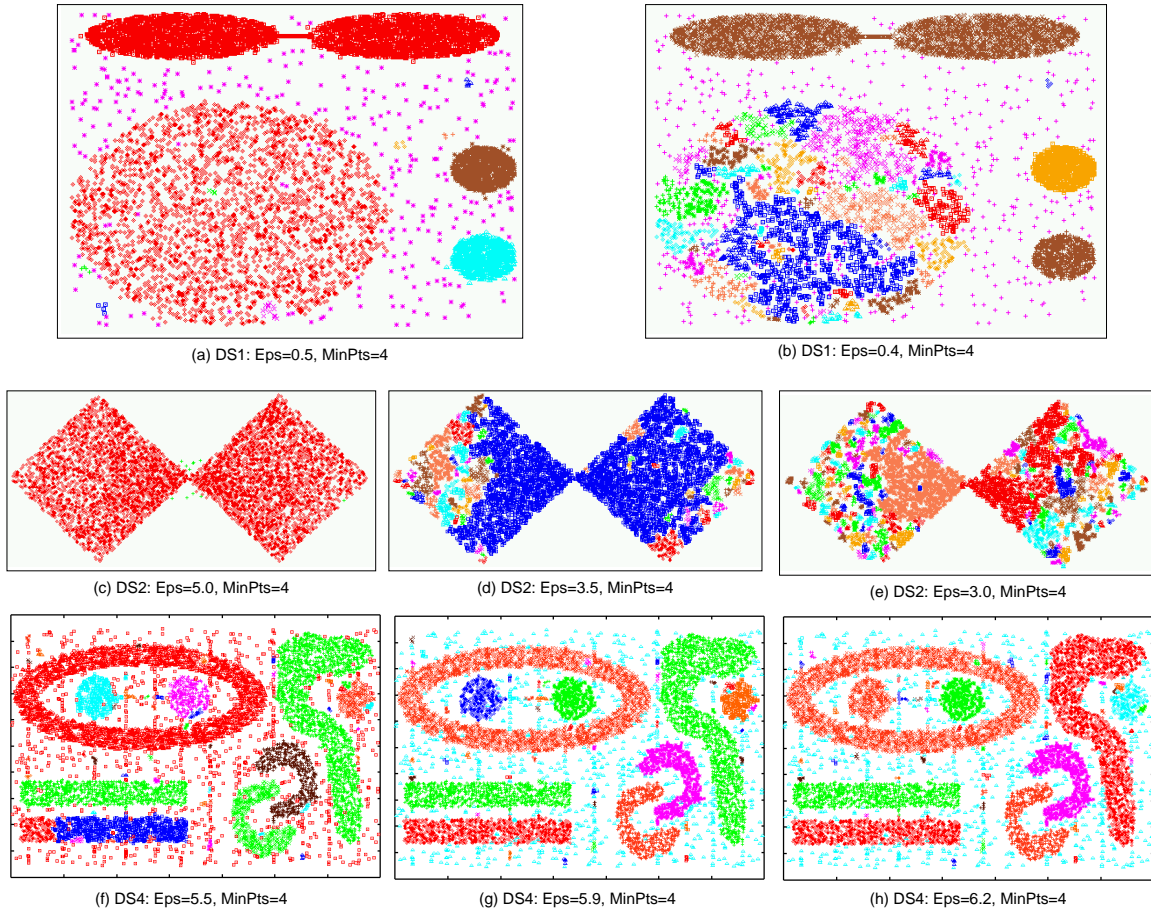 (a) DS1: Eps=0.5, MinPts=4
(b) DS1: Eps=0.4, MinPts=4
(c) DS2: Eps=5.0, MinPts=4
(d) DS2: Eps=3.5, MinPts=4
(e) DS2: Eps=3.0, MinPts=4
(f) DS4: Eps=5.5, MinPts=4
(g) DS4: Eps=5.9, MinPts=4
(h) DS4: Eps=6.2, MinPts=4